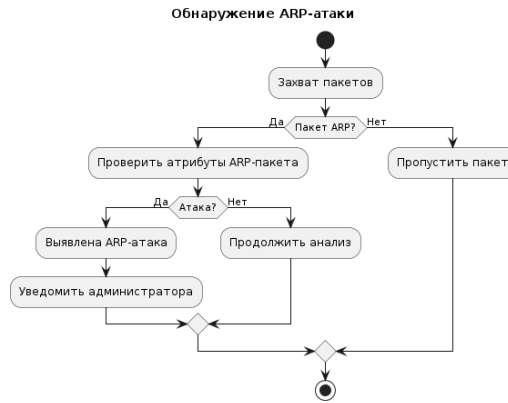 Обнаружение ARP-атаки
Захват пакетов
Пакет ARP?
Да
Нет
Проверить атрибуты ARP-пакета
Пропустить пакет
Атака?
Да
Нет
Выявлена ARP-атака
Продолжить анализ
Уведомить администратора